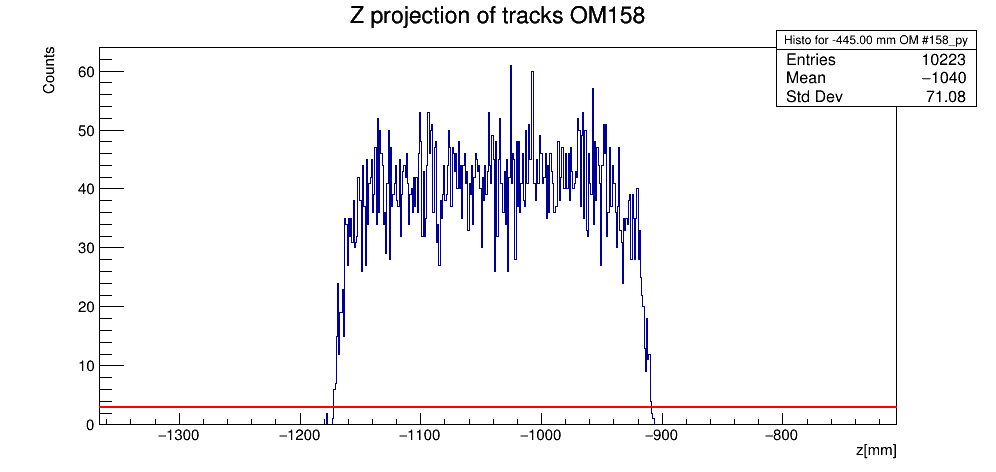 Z projection of tracks OM158
Histo for -445.00 mm OM #158_py
Entries 10223
Mean −1040
Std Dev 71.08
Counts
60
50
40
30
20
10
0
−1300 −1200 −1100 −1000 −900 −800
z[mm]